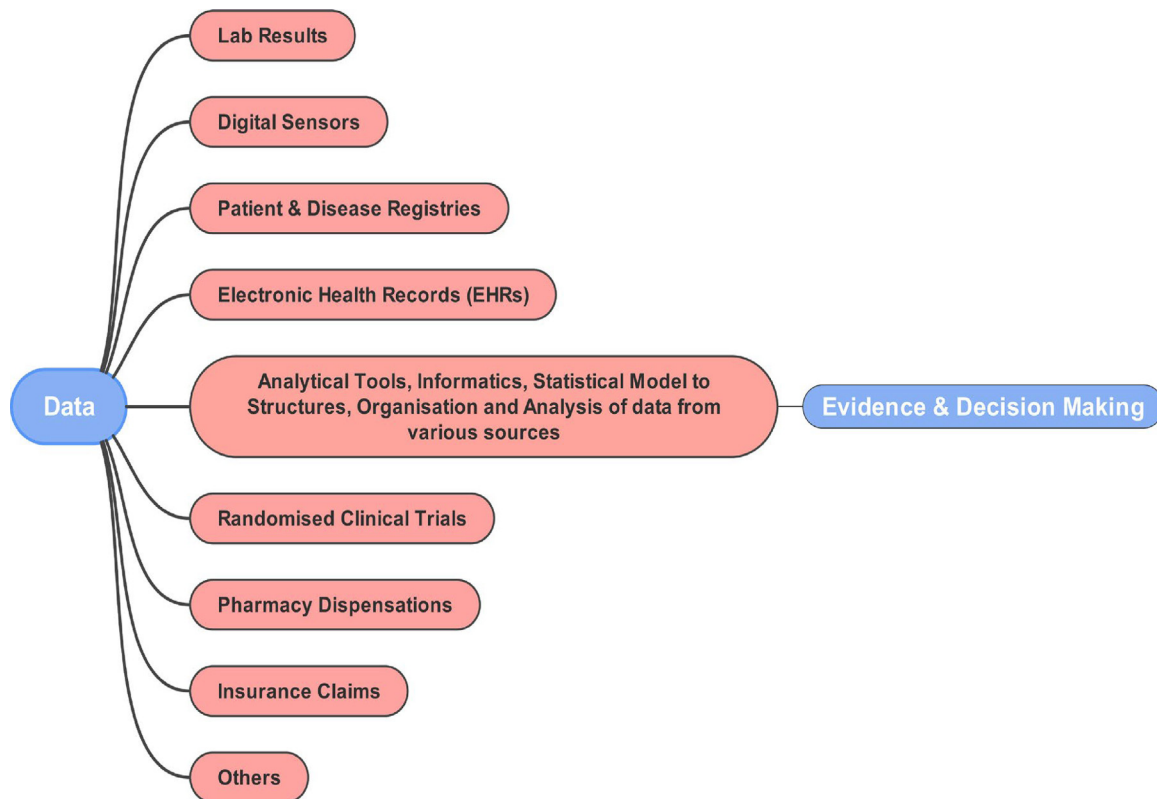 Lab Results
Digital Sensors
Patient & Disease Registries
Electronic Health Records (EHRs)
Data
Analytical Tools, Informatics, Statistical Model to
Structures, Organisation and Analysis of data from
various sources
Evidence & Decision Making
Randomised Clinical Trials
Pharmacy Dispensations
Insurance Claims
Others